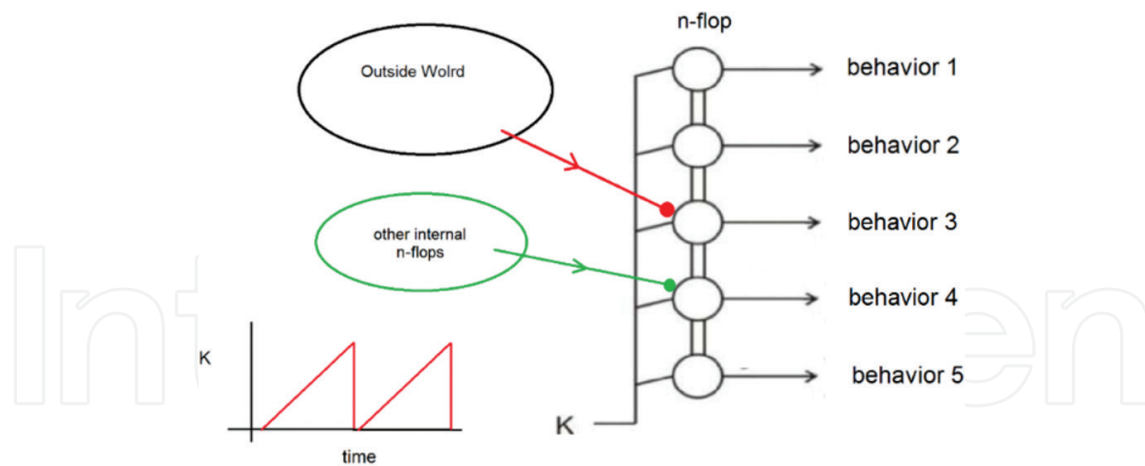 n-flop
Outside Wolrd
behavior 1
behavior 2
behavior 3
other internal
n-flops
behavior 4
behavior 5
K
K
time